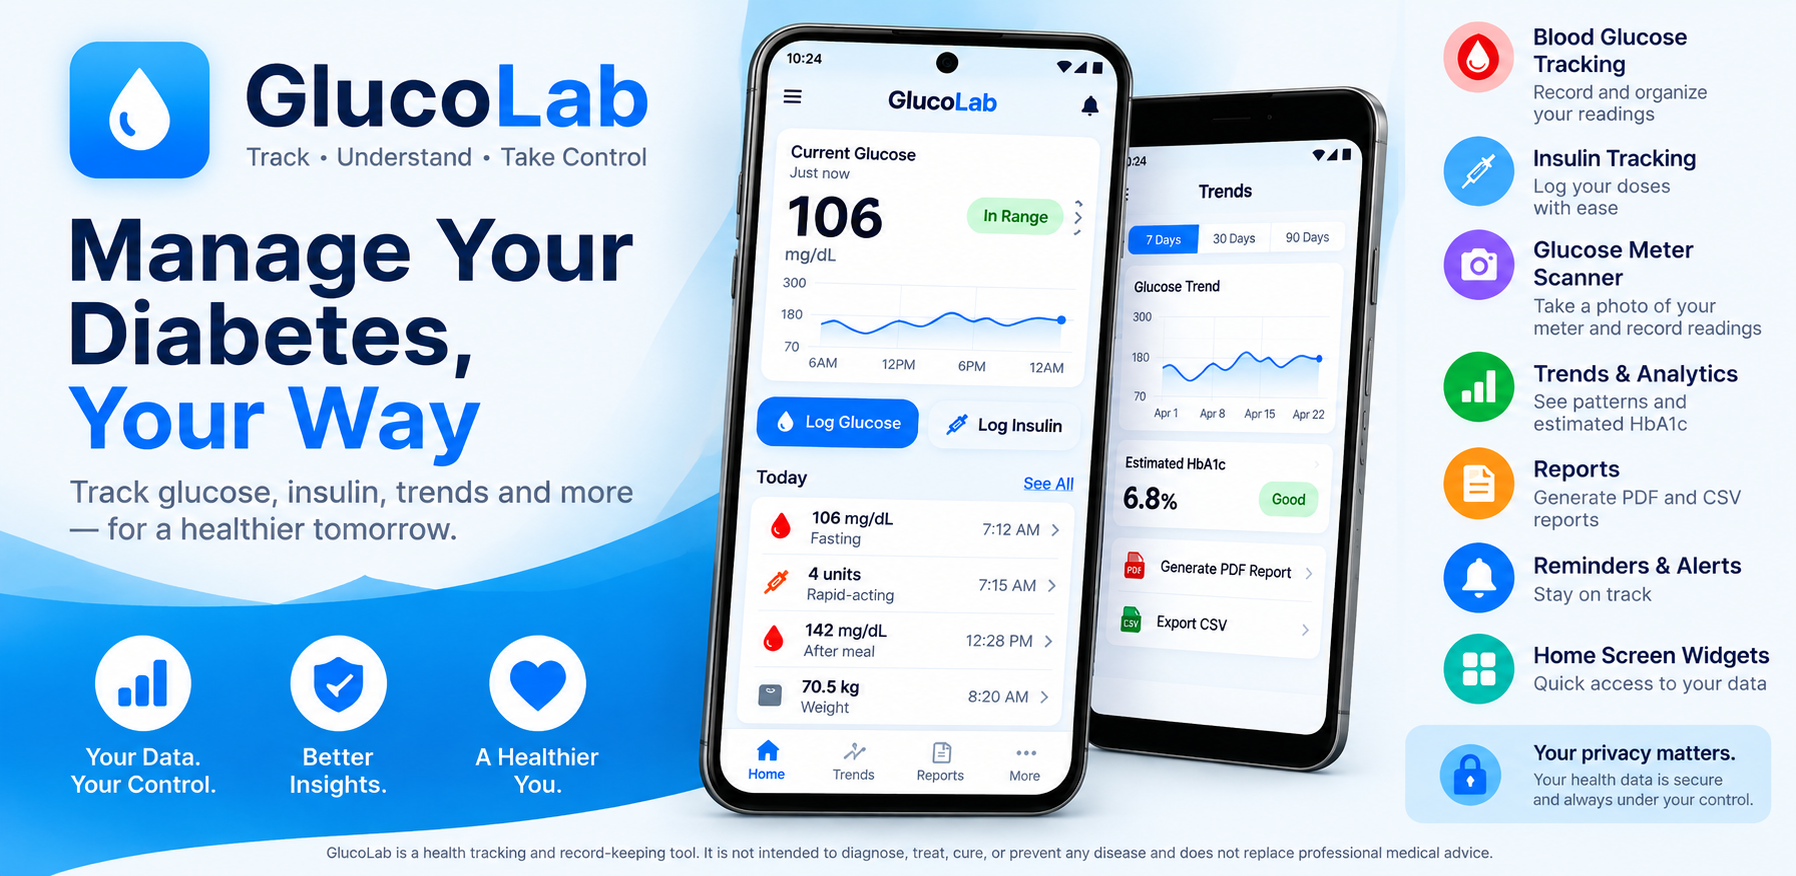 GlucoLab
Track • Understand • Take Control
Manage Your
Diabetes,
Your Way
Track glucose, insulin, trends and more
— for a healthier tomorrow.
Your Data.
Your Control.
Better
Insights.
A Healthier
You.
10:24
GlucoLab
Current Glucose
Just now
106
mg/dL
In Range
300
180
70
6AM
12PM
6PM
12AM
Log Glucose
Log Insulin
Today
See All
106 mg/dL
Fasting
7:12 AM
4 units
Rapid-acting
7:15 AM
142 mg/dL
After meal
12:28 PM
70.5 kg
Weight
8:20 AM
Home
Trends
Reports
More
0:24
Trends
7 Days
30 Days
90 Days
Glucose Trend
300
180
70
Apr 1
Apr 8
Apr 15
Apr 22
Estimated HbA1c
6.8%
Good
PDF
Generate PDF Report
CSV
Export CSV
Blood Glucose
Tracking
Record and organize
your readings
Insulin Tracking
Log your doses
with ease
Glucose Meter
Scanner
Take a photo of your
meter and record readings
Trends & Analytics
See patterns and
estimated HbA1c
Reports
Generate PDF and CSV
reports
Reminders & Alerts
Stay on track
Home Screen Widgets
Quick access to your data
Your privacy matters.
Your health data is secure
and always under your control.
GlucoLab is a health tracking and record-keeping tool. It is not intended to diagnose, treat, cure, or prevent any disease and does not replace professional medical advice.